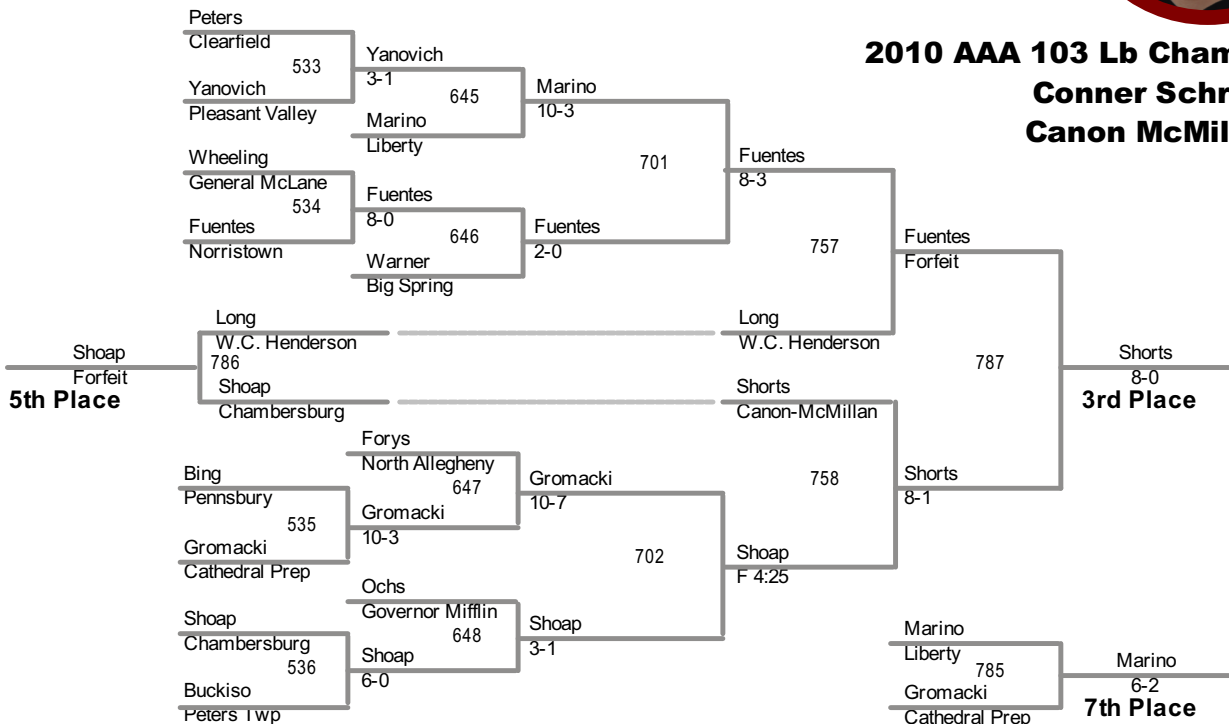 2010 AAA 103 Lb Cham
Conner Schr
Canon McMil
Peters
Clearfield
533
Yanovich
Pleasant Valley
Yanovich
3-1
645
Marino
Liberty
Marino
10-3
Wheeling
General McLane
534
Fuentes
Norristown
Fuentes
8-0
646
Warner
Big Spring
Fuentes
2-0
701
Fuentes
8-3
757
Long
W.C. Henderson
Fuentes
Forfeit
Long
W.C. Henderson
786
Shoap
Chambersburg
Shoap
Forfeit
5th Place
Shorts
Canon-McMillan
758
Shorts
8-1
787
Shorts
8-0
3rd Place
Forys
North Allegheny
647
Bing
Pennsbury
535
Gromacki
Cathedral Prep
Gromacki
10-3
Gromacki
10-7
702
Shoap
F 4:25
Ochs
Governor Mifflin
648
Shoap
Chambersburg
536
Buckiso
Peters Twp
Shoap
6-0
Shoap
3-1
Marino
Liberty
785
Gromacki
Cathedral Prep
Marino
6-2
7th Place